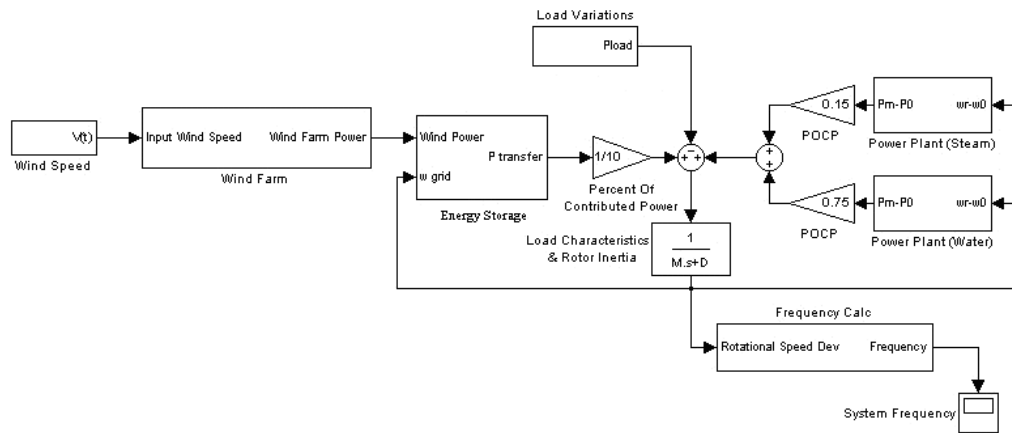 Load Variations
Pload
V(t)
Wind Speed
Input Wind Speed
Wind Farm Power
Wind Farm
Wind Power
P transfer
w grid
Energy Storage
1/10
Percent Of
Contributed Power
−
+ +
+
+
0.15
POCP
Pm-P0
wr-w0
Power Plant (Steam)
0.75
POCP
Pm-P0
wr-w0
Power Plant (Water)
Load Characteristics
& Rotor Inertia
1
M.s+D
Frequency Calc
Rotational Speed Dev
Frequency
System Frequency